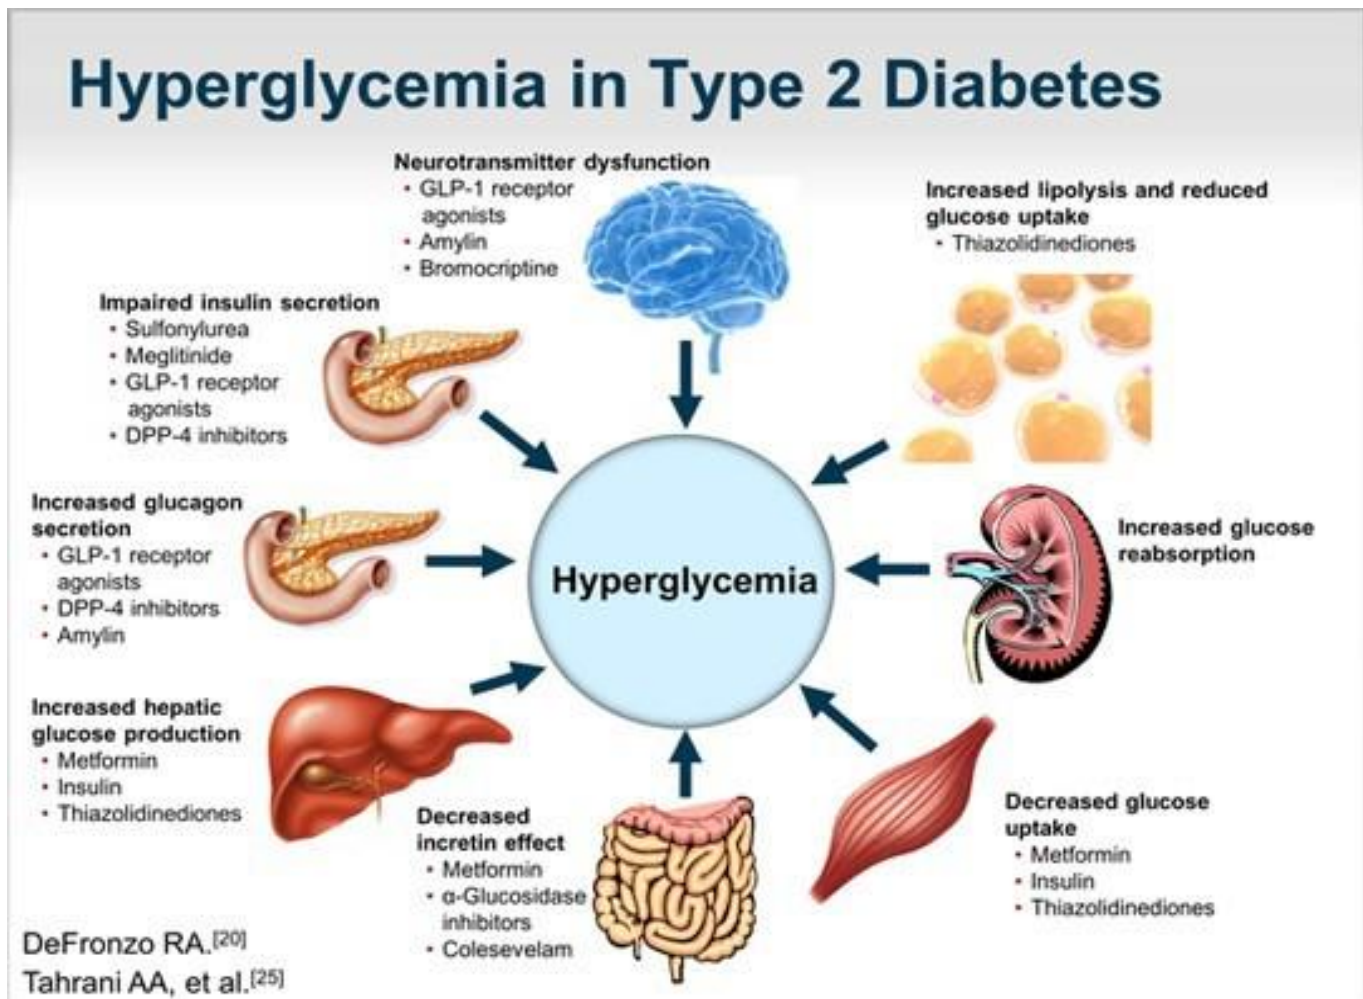 Hyperglycemia in Type 2 Diabetes
Neurotransmitter dysfunction
• GLP-1 receptor
agonists
• Amylin
• Bromocriptine
Increased lipolysis and reduced
glucose uptake
• Thiazolidinediones
Impaired insulin secretion
• Sulfonylurea
• Meglitinide
• GLP-1 receptor
agonists
• DPP-4 inhibitors
Increased glucagon
secretion
• GLP-1 receptor
agonists
• DPP-4 inhibitors
• Amylin
Hyperglycemia
Increased glucose
reabsorption
Increased hepatic
glucose production
• Metformin
• Insulin
• Thiazolidinediones
Decreased
incretin effect
• Metformin
• α-Glucosidase
inhibitors
• Colesevelam
Decreased glucose
uptake
• Metformin
• Insulin
• Thiazolidinediones
DeFronzo RA.[20]
Tahrani AA, et al.[25]